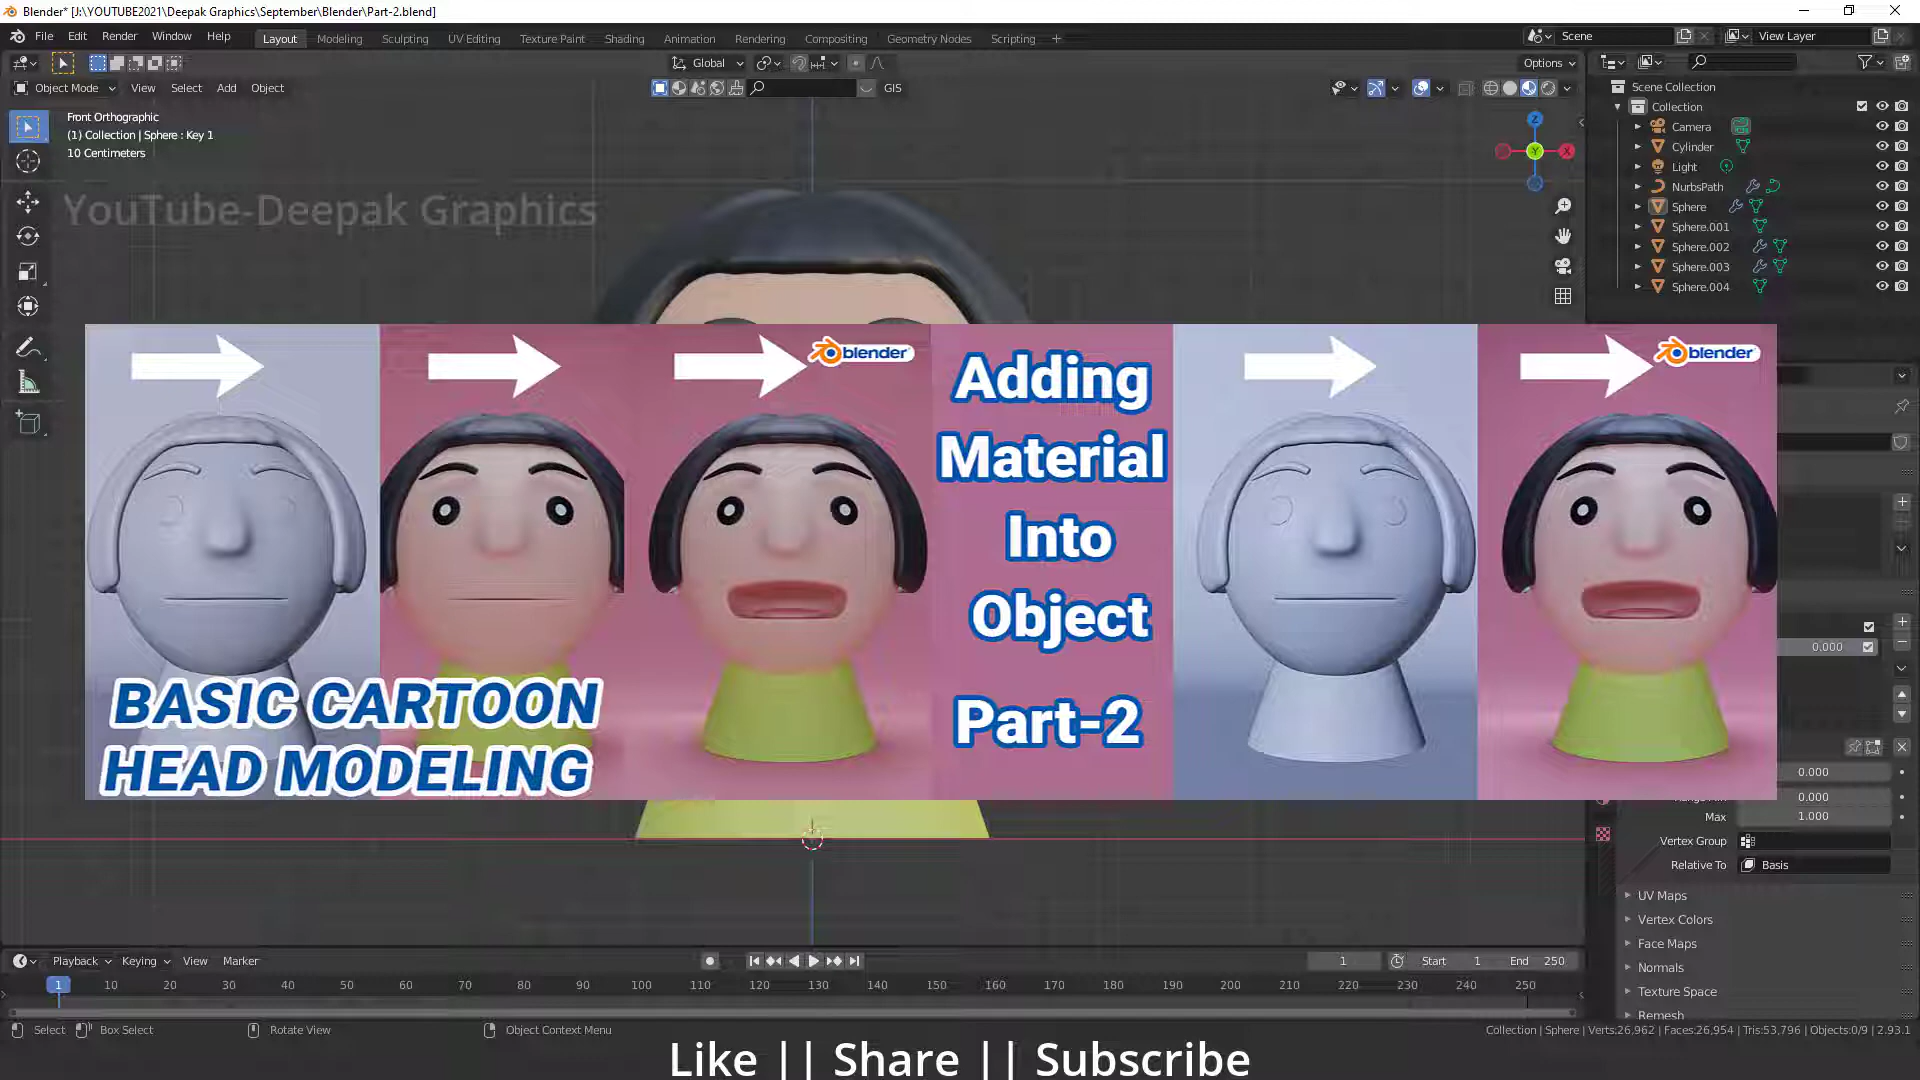 Blender* [J:\YOUTUBE2021\Deepak Graphics\September\Blender\Part-2.blend]
File Edit Render Window Help Layout Modeling Sculpting UV Editing Texture Paint Shading Animation Rendering Compositing Geometry Nodes Scripting + Scene View Layer
Global Options
Object Mode View Select Add Object GIS
Front Orthographic
(1) Collection | Sphere : Key 1
10 Centimeters
YouTube-Deepak Graphics
Z
Y
X
Scene Collection
Collection
Camera
Cylinder
Light
NurbsPath
Sphere
Sphere.001
Sphere.002
Sphere.003
Sphere.004
blender
blender
Adding
Material
Into
Object
Part-2
BASIC CARTOON
HEAD MODELING
0.000
0.000
0.000
Max 1.000
Vertex Group
Relative To Basis
UV Maps
Vertex Colors
Face Maps
Normals
Texture Space
Remesh
Playback Keying View Marker 1 Start 1 End 250
1 10 20 30 40 50 60 70 80 90 100 110 120 130 140 150 160 170 180 190 200 210 220 230 240 250
Select Box Select Rotate View Object Context Menu Collection | Sphere | Verts:26,962 | Faces:26,954 | Tris:53,796 | Objects:0/9 | 2.93.1
Like || Share || Subscribe